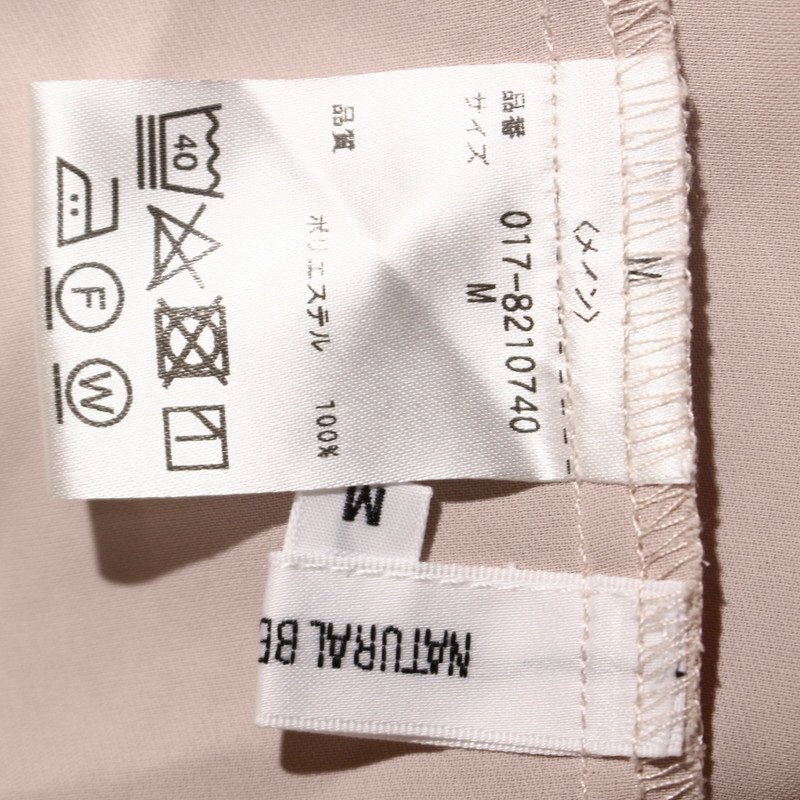 M
〈メノン〉
品番 017-8210740
サイズ M
品質
ポリエステル 100%
40
F W
M
NATURAL BE